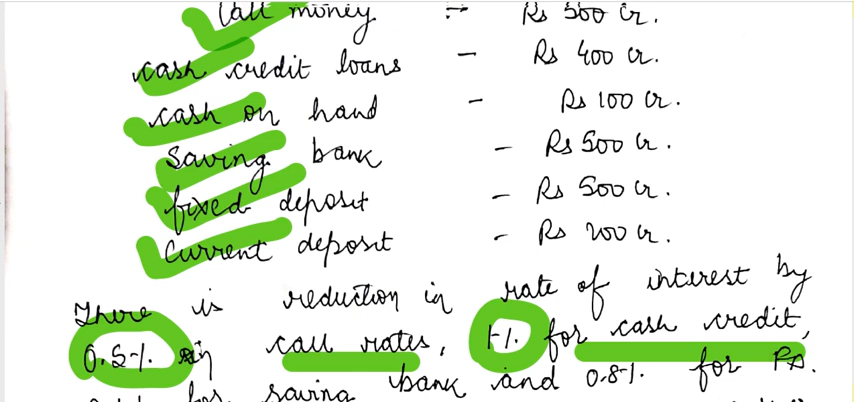 Call money :- Rs 500 Cr.
cash credit loans - Rs 400 Cr.
cash on hand - Rs 100 Cr.
Saving bank - Rs 500 Cr.
fixed deposit - Rs 500 Cr.
Current deposit - Rs 200 Cr.
There is reduction in rate of interest by
0.5% in call rates, 1% for cash credit,
for saving bank and 0.8% for